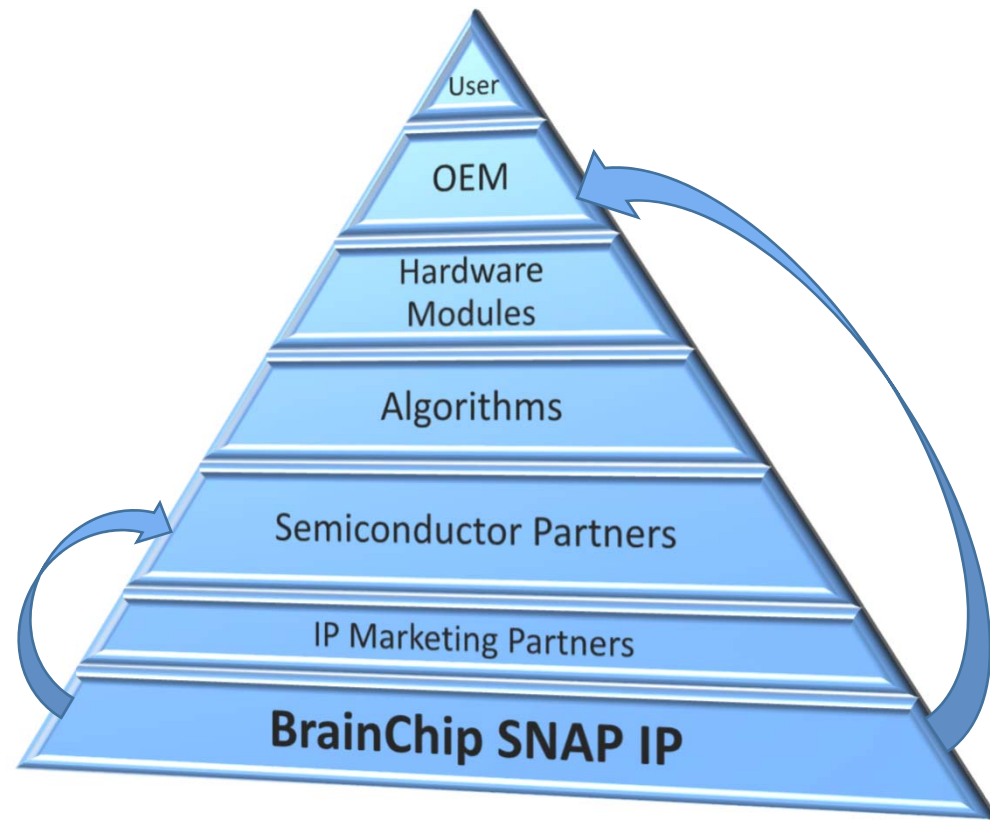 User
OEM
Hardware
Modules
Algorithms
Semiconductor Partners
IP Marketing Partners
BrainChip SNAP IP